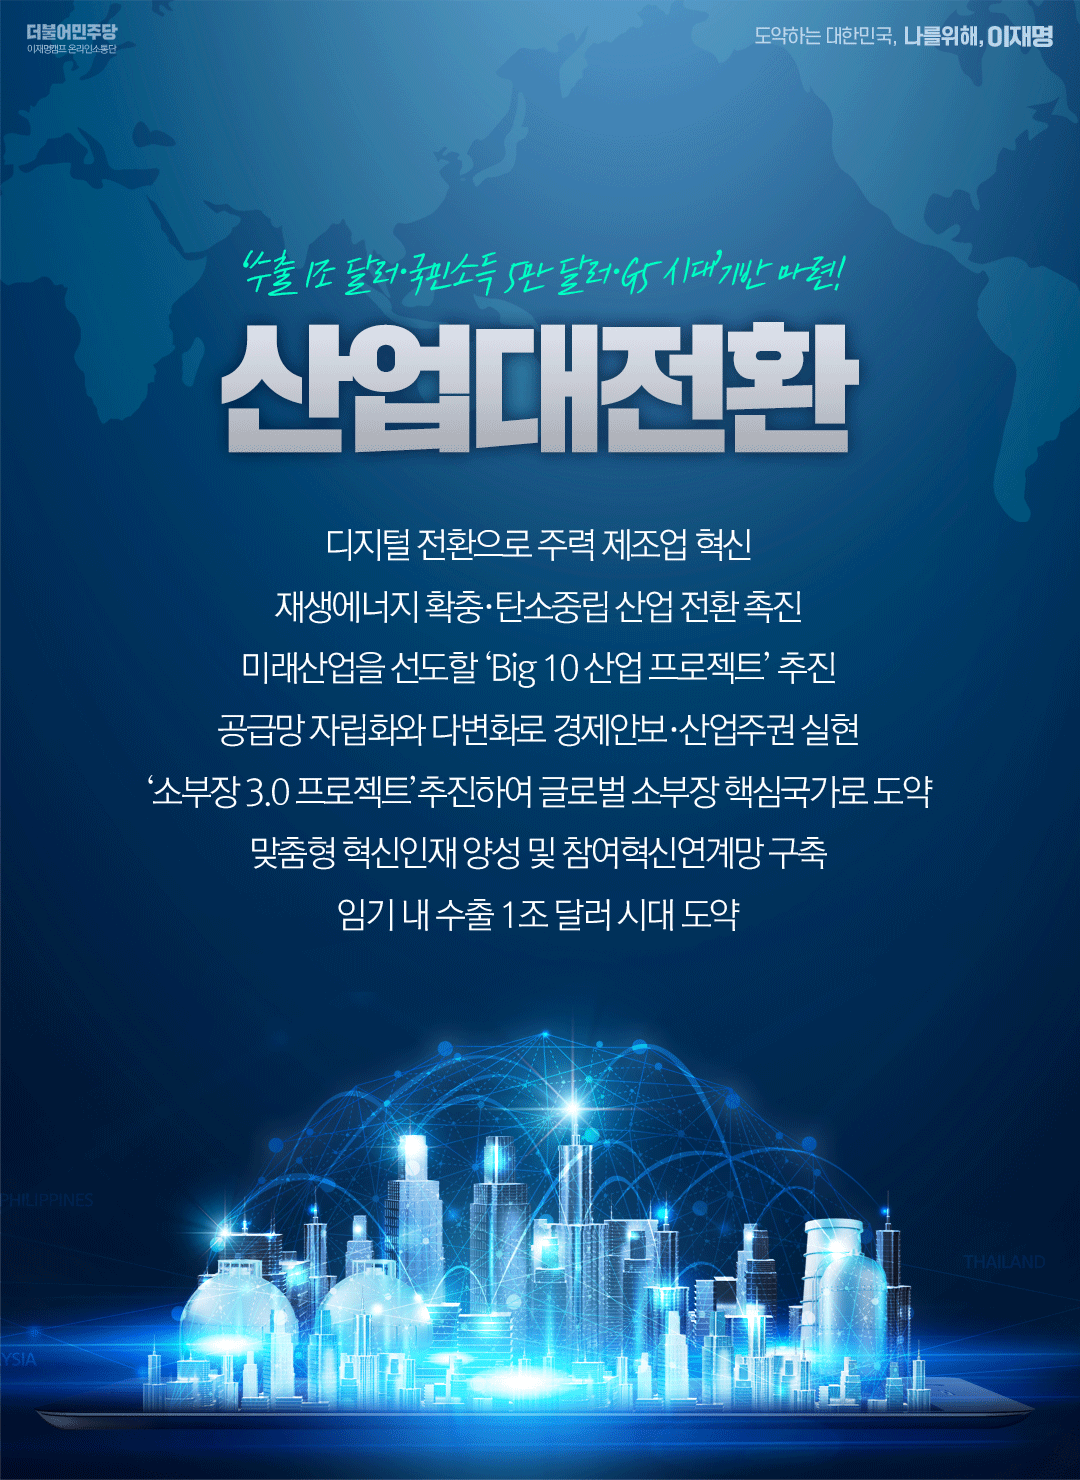 더불어민주당
이재명캠프 온라인소통단
도약하는 대한민국, 나를위해, 이재명
‘수출 1조 달러·국민소득 5만 달러·G5 시대’ 기반 마련!
산업대전환
디지털 전환으로 주력 제조업 혁신
재생에너지 확충·탄소중립 산업 전환 촉진
미래산업을 선도할 ‘Big 10 산업 프로젝트’ 추진
공급망 자립화와 다변화로 경제안보·산업주권 실현
‘소부장 3.0 프로젝트’ 추진하여 글로벌 소부장 핵심국가로 도약
맞춤형 혁신인재 양성 및 참여혁신연계망 구축
임기 내 수출 1조 달러 시대 도약
PHILIPPINES
THAILAND
YSIA